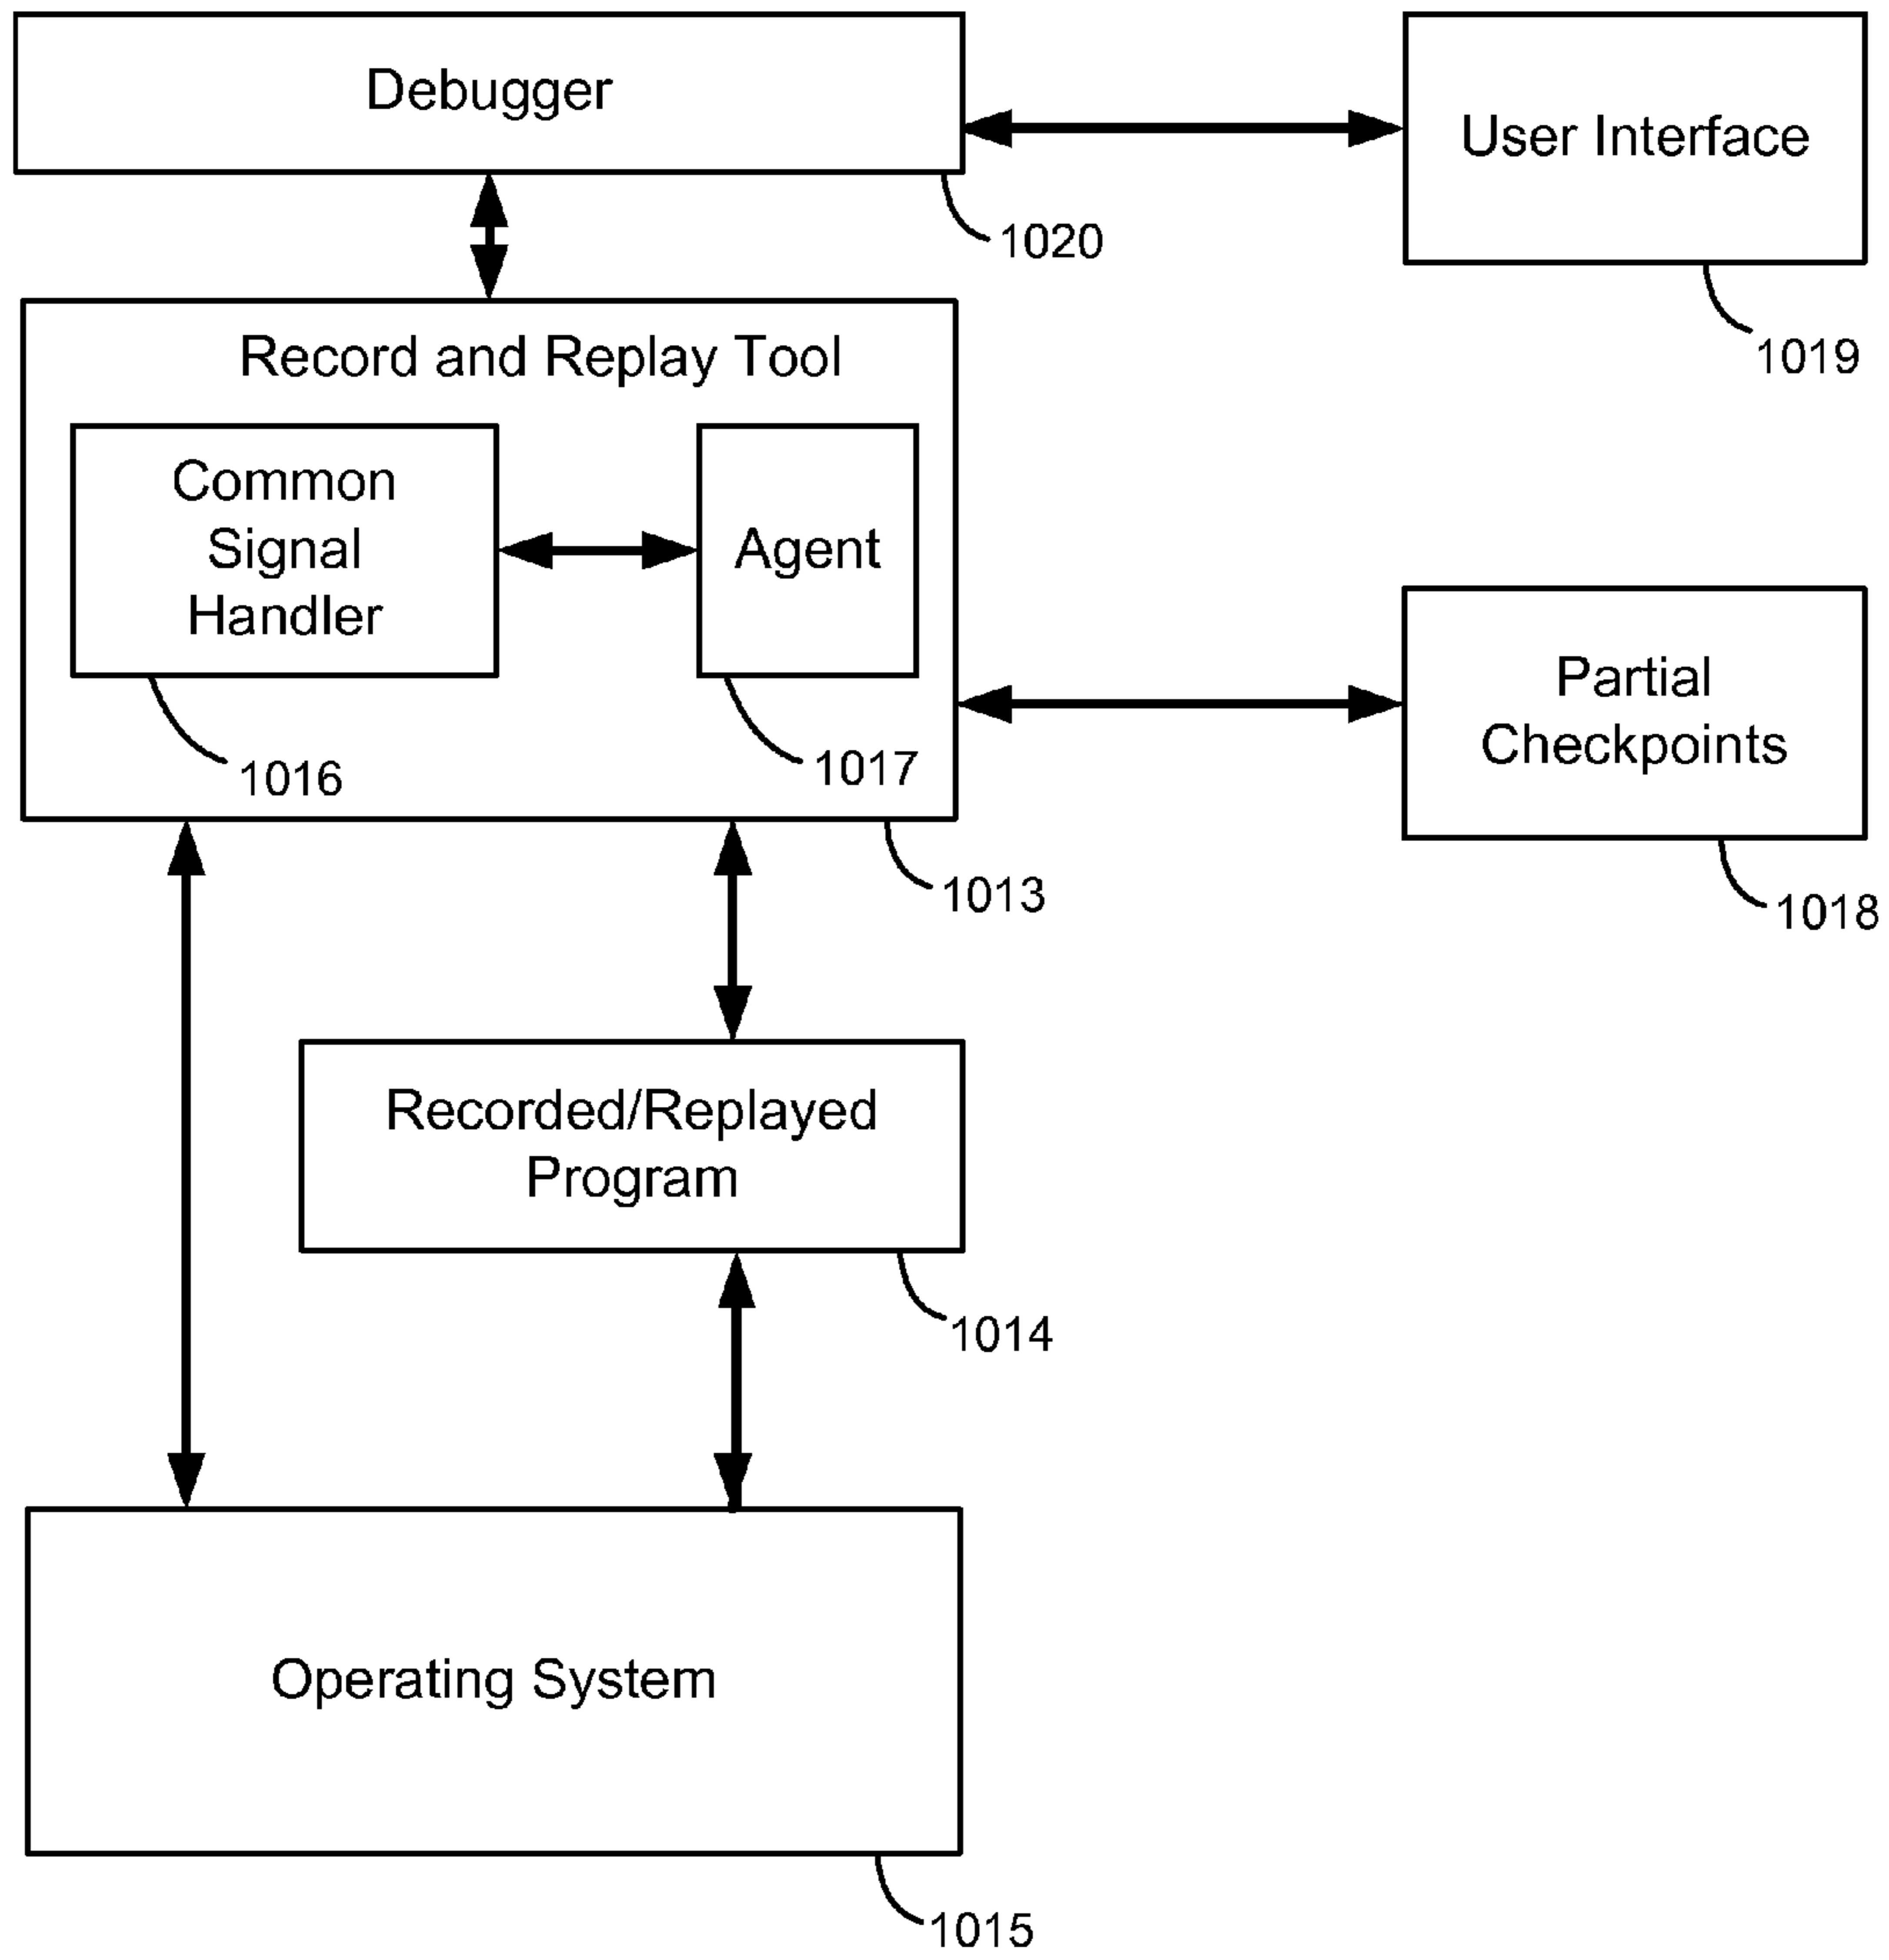 Debugger
User Interface
1020
1019
Record and Replay Tool
Common
Signal
Handler
Agent
1016
1017
Partial
Checkpoints
1013
1018
Recorded/Replayed
Program
1014
Operating System
1015